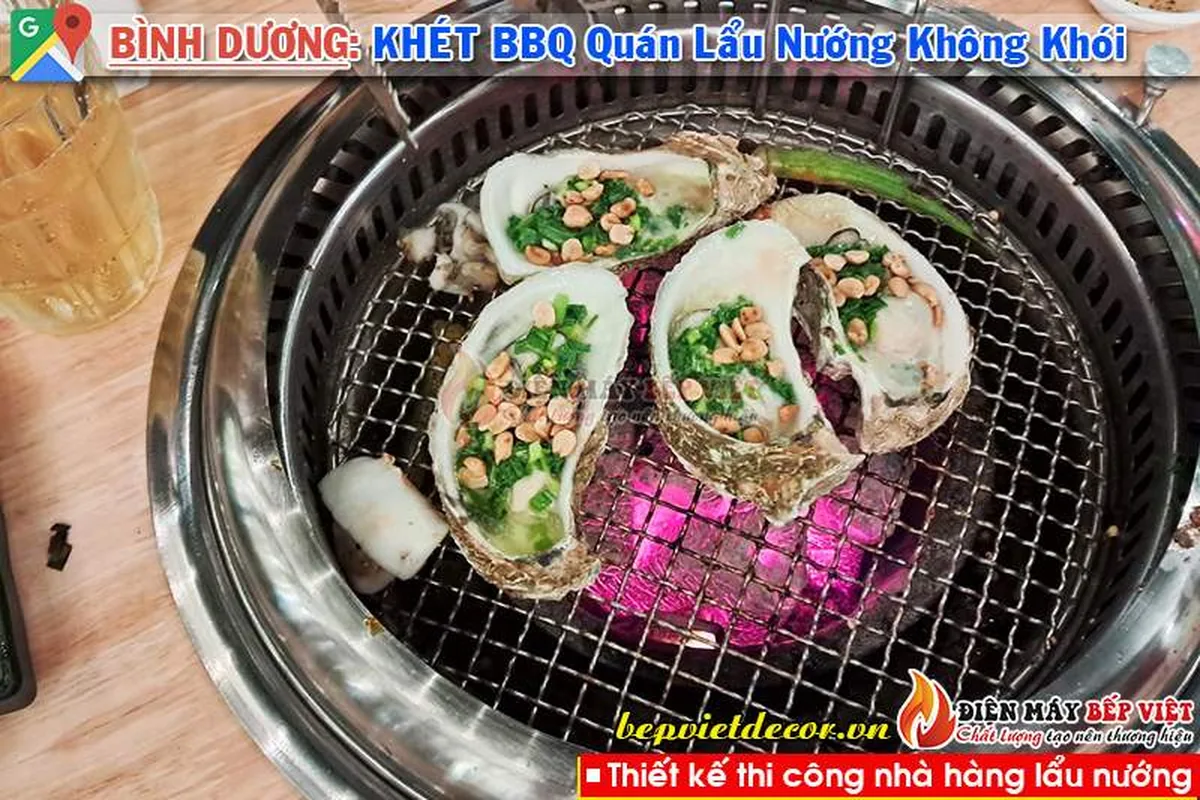 BÌNH DƯƠNG: KHÉT BBQ Quán Lẩu Nướng Không Khói
bepvietdecor.vn
ĐIỆN MÁY BẾP VIỆT
Chất lượng tạo nên thương hiệu
Thiết kế thi công nhà hàng lẩu nướng